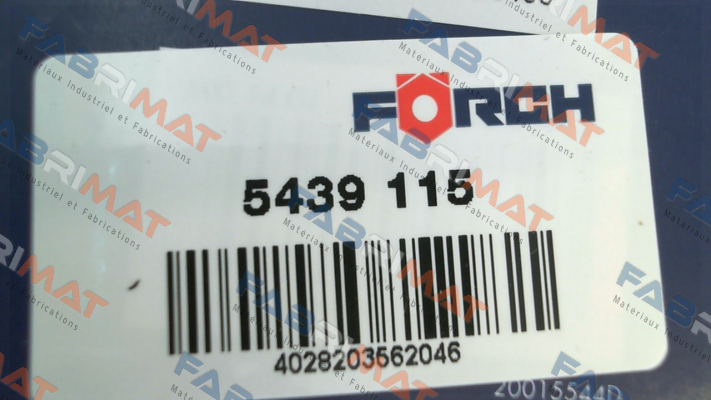 FÖRCH
5439 115
4028203562046
20015544D
FABRIMAT
Materiaux Industriel et Fabrications